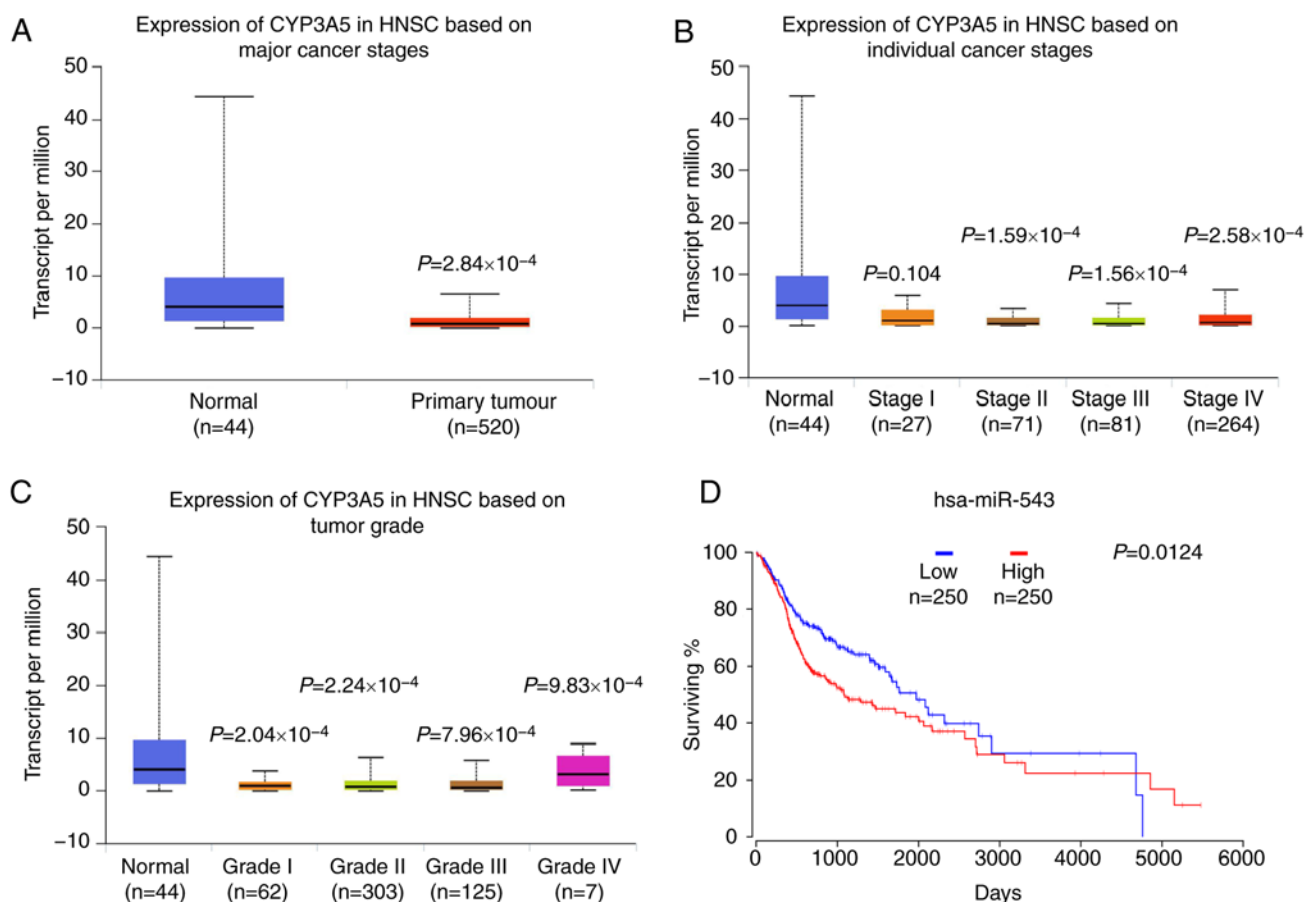 A
Expression of CYP3A5 in HNSC based on
major cancer stages
Transcript per million
50
40
30
20
10
0
−10
P=2.84×10−4
Normal
(n=44)
Primary tumour
(n=520)
B
Expression of CYP3A5 in HNSC based on
individual cancer stages
Transcript per million
50
40
30
20
10
0
−10
P=0.104
P=1.59×10−4
P=1.56×10−4
P=2.58×10−4
Normal
(n=44)
Stage I
(n=27)
Stage II
(n=71)
Stage III
(n=81)
Stage IV
(n=264)
C
Expression of CYP3A5 in HNSC based on
tumor grade
Transcript per million
50
40
30
20
10
0
−10
P=2.04×10−4
P=2.24×10−4
P=7.96×10−4
P=9.83×10−4
Normal
(n=44)
Grade I
(n=62)
Grade II
(n=303)
Grade III
(n=125)
Grade IV
(n=7)
D
hsa-miR-543
Low
n=250
High
n=250
P=0.0124
Surviving %
100
80
60
40
20
0
0
1000
2000
3000
4000
5000
6000
Days